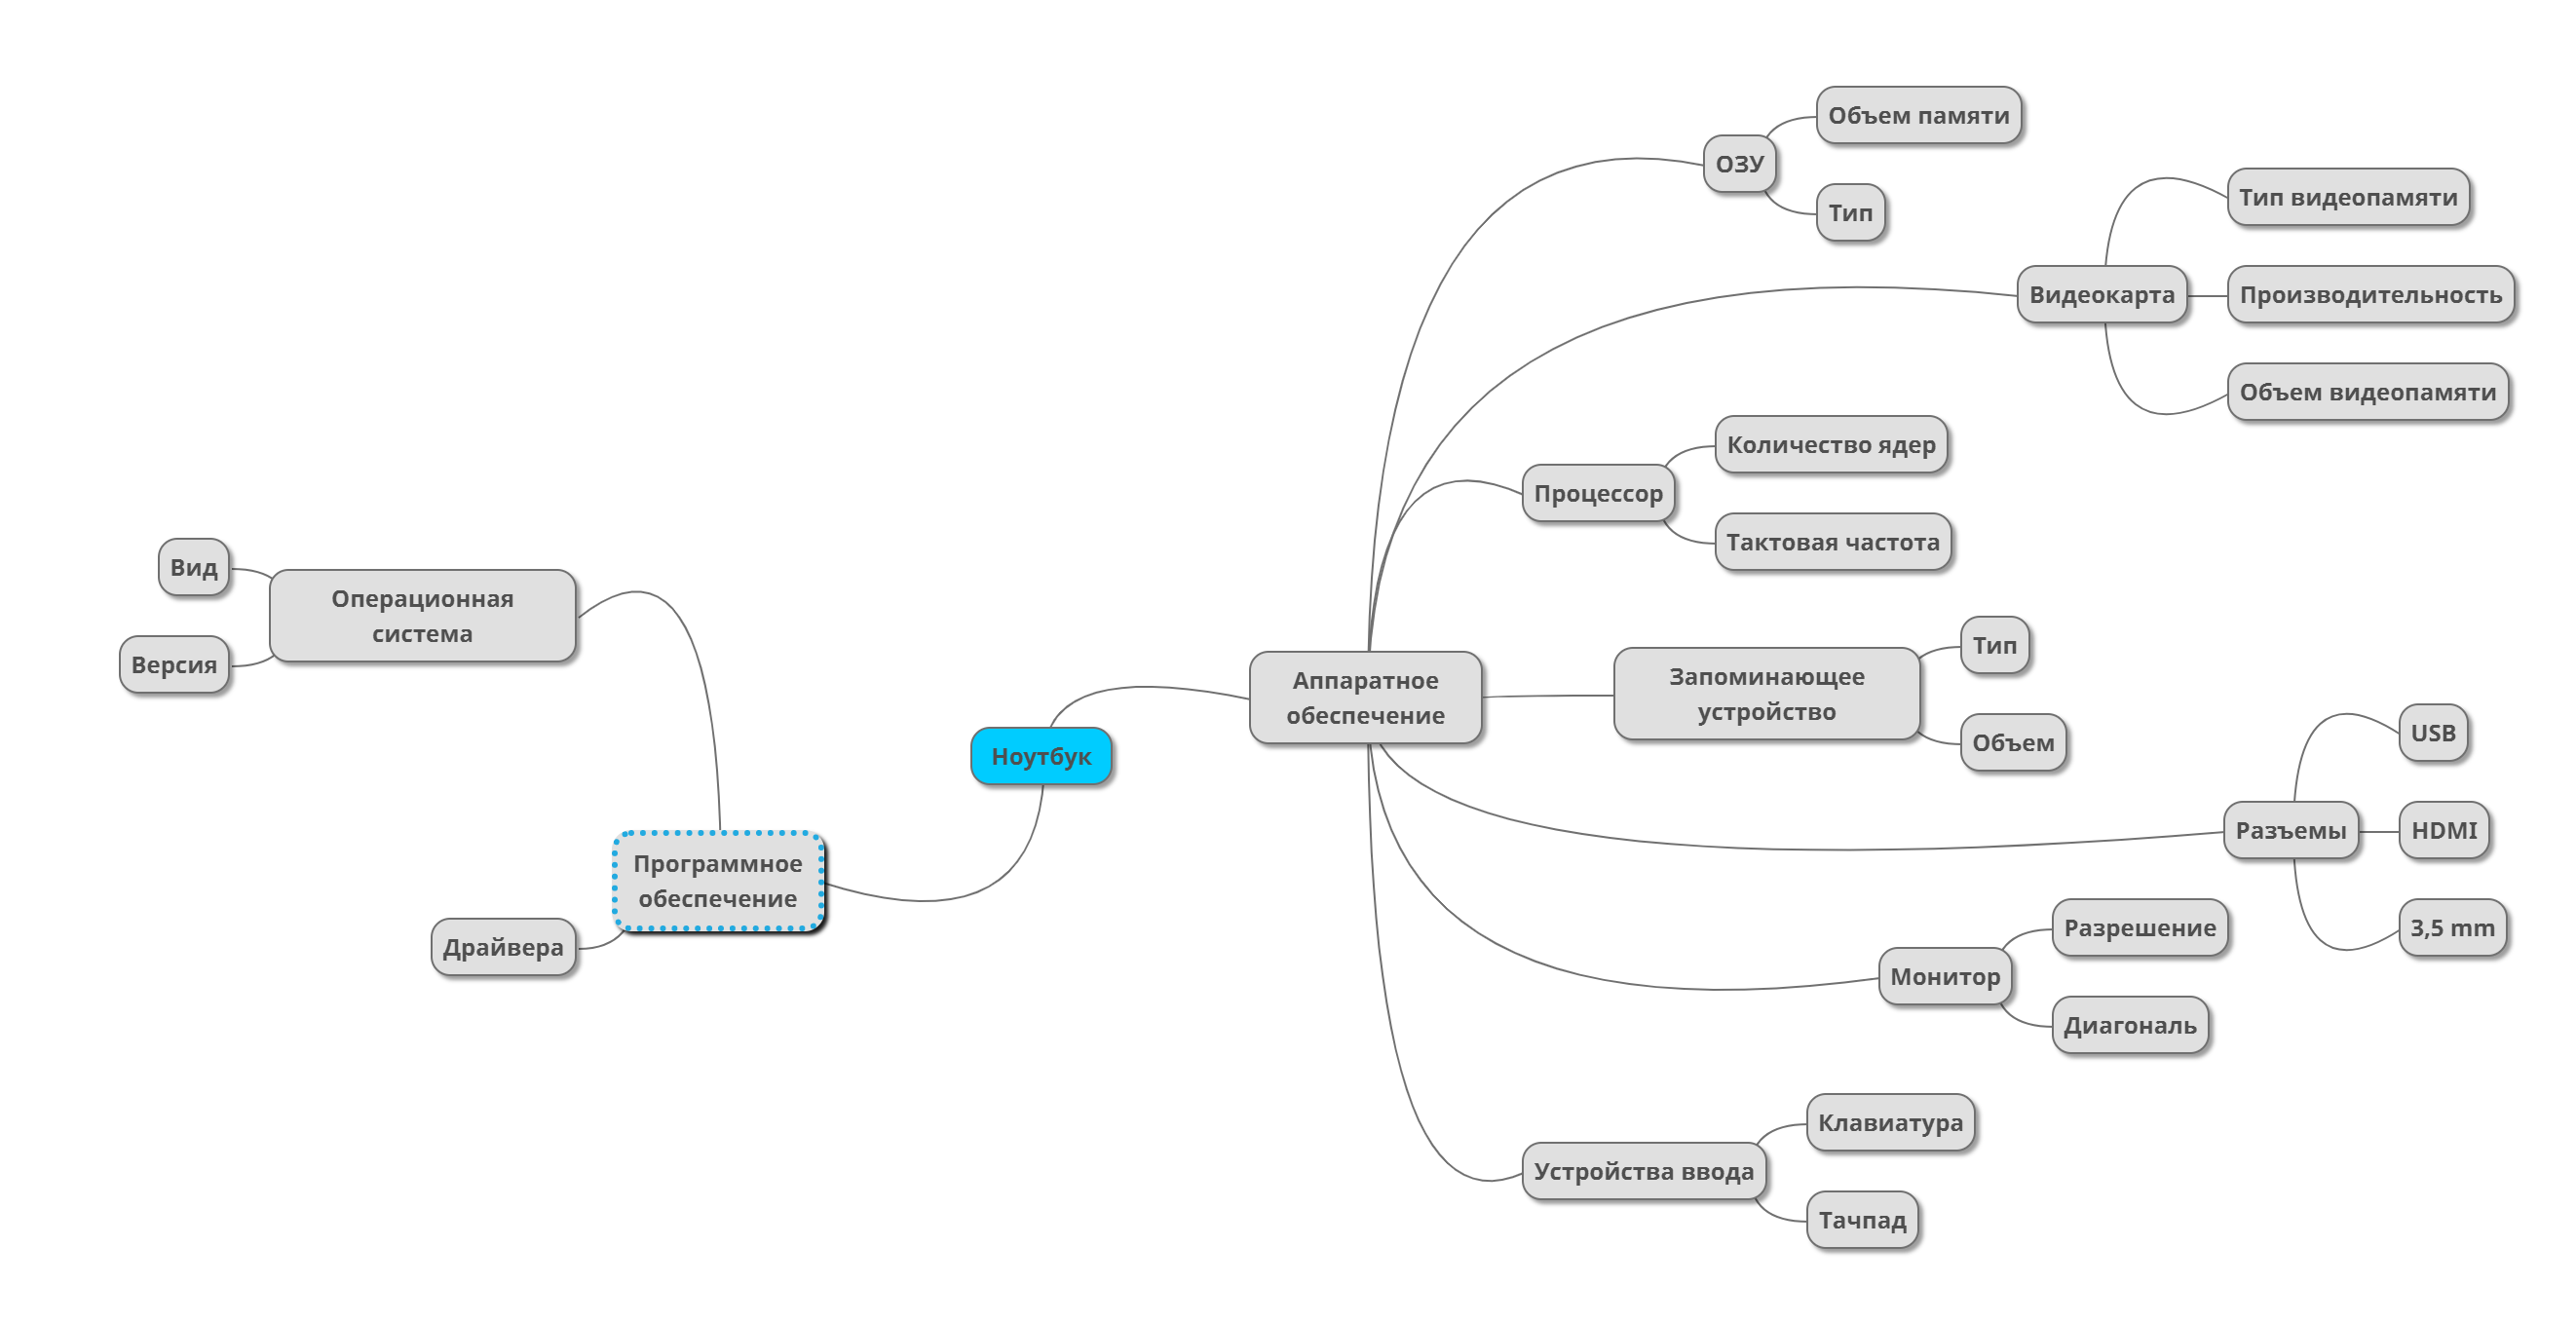 Объем памяти
ОЗУ
Тип
Тип видеопамяти
Видеокарта
Производительность
Объем видеопамяти
Количество ядер
Процессор
Тактовая частота
Вид
Операционная
система
Версия
Тип
Запоминающее
устройство
Объем
Аппаратное
обеспечение
Ноутбук
USB
Разъемы
HDMI
3,5 mm
Программное
обеспечение
Драйвера
Разрешение
Монитор
Диагональ
Клавиатура
Устройства ввода
Тачпад